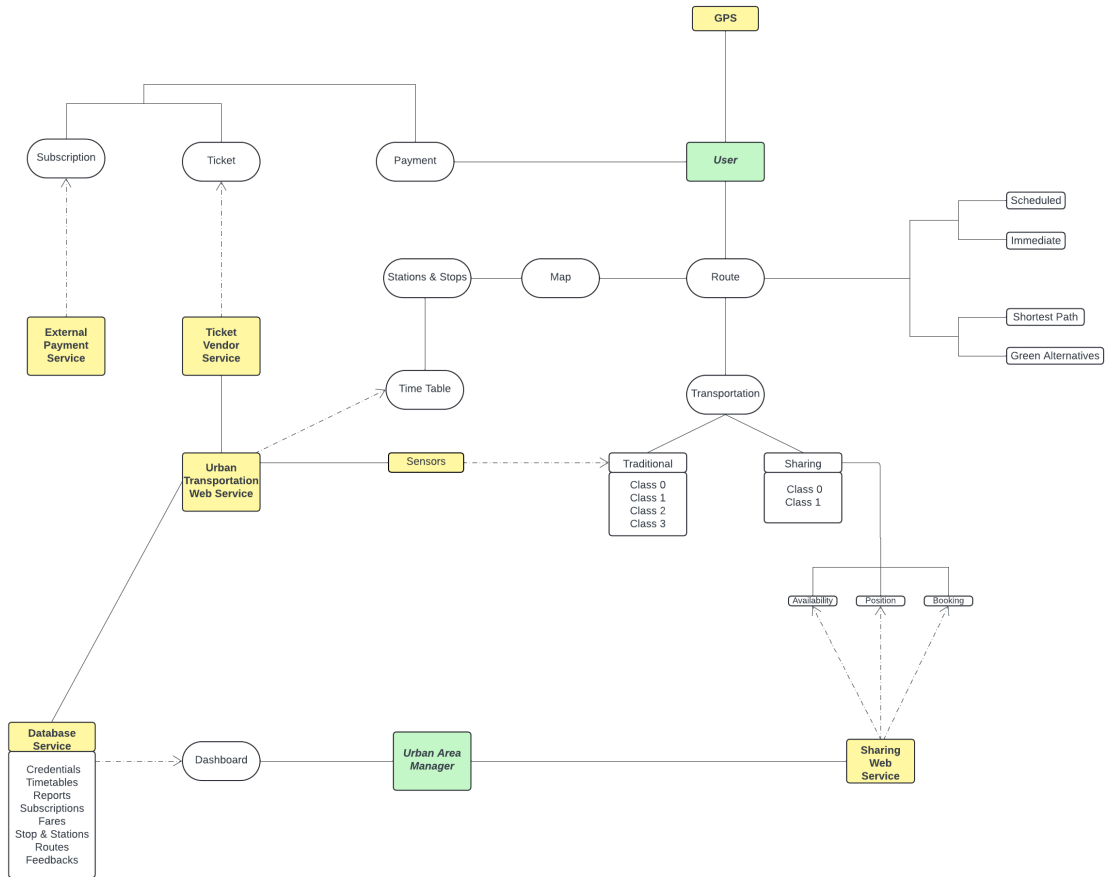 GPS
Subscription
Ticket
Payment
User
Scheduled
Immediate
Stations & Stops
Map
Route
Shortest Path
Green Alternatives
External
Payment
Service
Ticket
Vendor
Service
Time Table
Transportation
Urban
Transportation
Web Service
Sensors
Traditional
Class 0
Class 1
Class 2
Class 3
Sharing
Class 0
Class 1
Availability
Position
Booking
Database
Service
Credentials
Timetables
Reports
Subscriptions
Fares
Stop & Stations
Routes
Feedbacks
Dashboard
Urban Area
Manager
Sharing
Web
Service